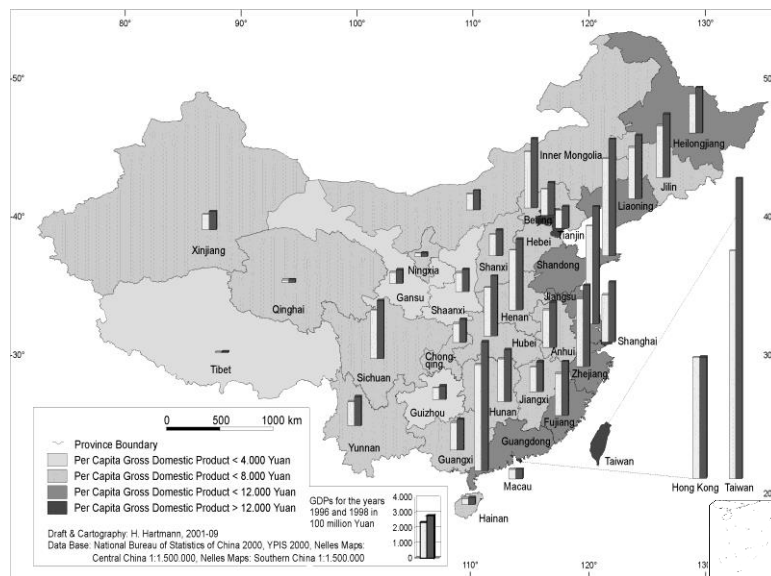 80° 90° 100° 110° 120° 130°
50° 50°
Heilongjiang
Inner Mongolia
Jilin
Liaoning
40° 40°
Beijing
Tianjin
Xinjiang
Hebei
Ningxia
Shanxi
Shandong
Qinghai
Gansu
Shaanxi
Henan
Jiangsu
Shanghai
Hubei
Anhui
30° 30°
Tibet
Chong-
qing
Zhejiang
Sichuan
Hunan
Jiangxi
Guizhou
Fujiang
0 500 1000 km
Yunnan
Guangxi
Guangdong
Taiwan
Macau
Hong Kong Taiwan
20°
Hainan
Province Boundary
Per Capita Gross Domestic Product < 4.000 Yuan
Per Capita Gross Domestic Product < 8.000 Yuan
Per Capita Gross Domestic Product < 12.000 Yuan
Per Capita Gross Domestic Product > 12.000 Yuan
GDPs for the years
1996 and 1998 in
100 million Yuan
4.000
3.000
2.000
1.000
0
Draft & Cartography: H. Hartmann, 2001-09
Data Base: National Bureau of Statistics of China 2000, YPIS 2000, Nelles Maps:
Central China 1:1.500.000, Nelles Maps: Southern China 1:1.500.000
110° 120° 130°